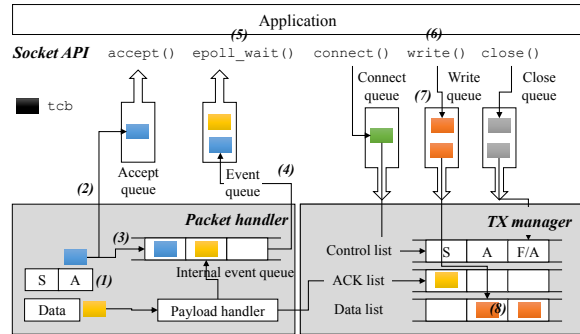 Application
Socket API accept() epoll_wait() connect() write() close()
(5) (6)
tcb
Connect queue
Write queue
Close queue
(7)
Accept queue
Event queue
(2)
(4)
Packet handler
TX manager
(3)
Internal event queue
S A (1)
Data
Payload handler
Control list S A F/A
ACK list
Data list (8)